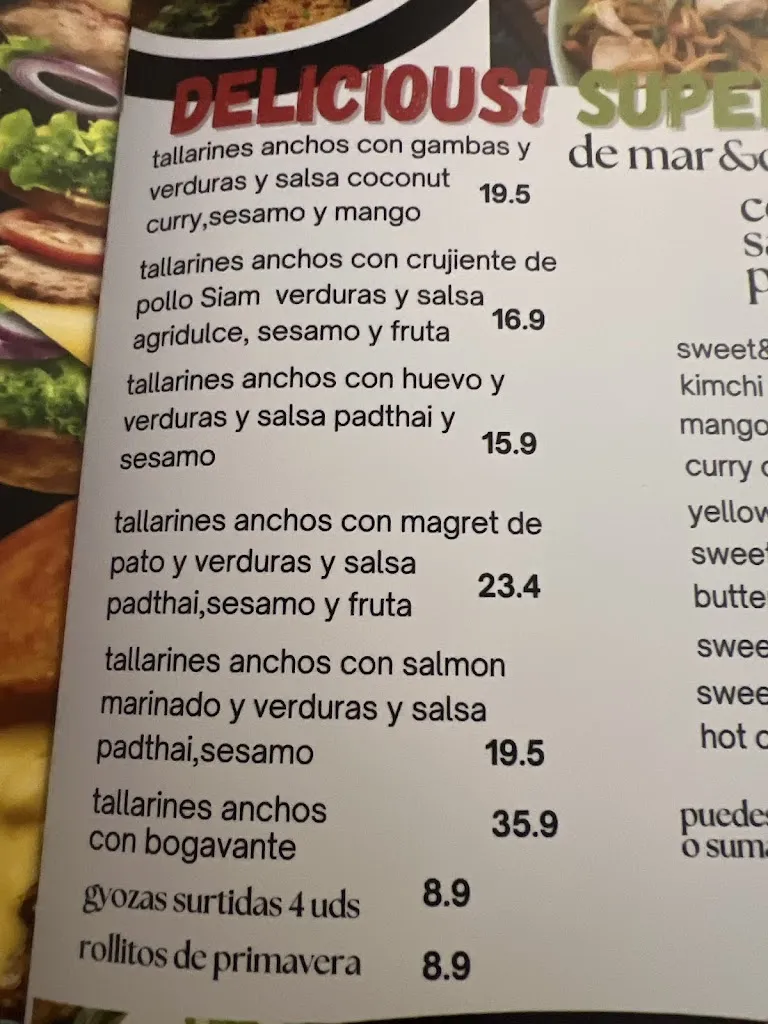 DELICIOUS!
tallarines anchos con gambas y
verduras y salsa coconut
curry,sesamo y mango
19.5
tallarines anchos con crujiente de
pollo Siam verduras y salsa
agridulce, sesamo y fruta
16.9
tallarines anchos con huevo y
verduras y salsa padthai y
sesamo
15.9
tallarines anchos con magret de
pato y verduras y salsa
padthai,sesamo y fruta
23.4
tallarines anchos con salmon
marinado y verduras y salsa
padthai,sesamo
19.5
tallarines anchos
con bogavante
35.9
gyozas surtidas 4 uds 8.9
rollitos de primavera 8.9
de mar &
sweet&
kimchi
mango
curry
hot
o